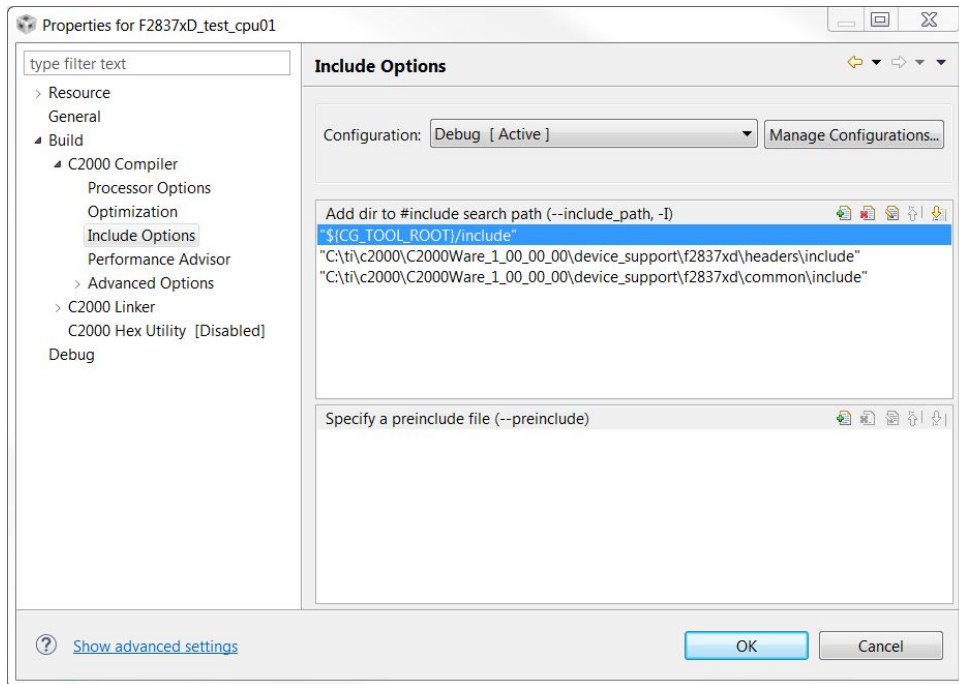 Properties for F2837xD_test_cpu01
type filter text
Resource
General
Build
C2000 Compiler
Processor Options
Optimization
Include Options
Performance Advisor
Advanced Options
C2000 Linker
C2000 Hex Utility [Disabled]
Debug
Include Options
Configuration: Debug [ Active ] Manage Configurations...
Add dir to #include search path (--include_path, -I)
"${CG_TOOL_ROOT}/include"
"C:\ti\c2000\C2000Ware_1_00_00_00\device_support\f2837xd\headers\include"
"C:\ti\c2000\C2000Ware_1_00_00_00\device_support\f2837xd\common\include"
Specify a preinclude file (--preinclude)
Show advanced settings
OK Cancel